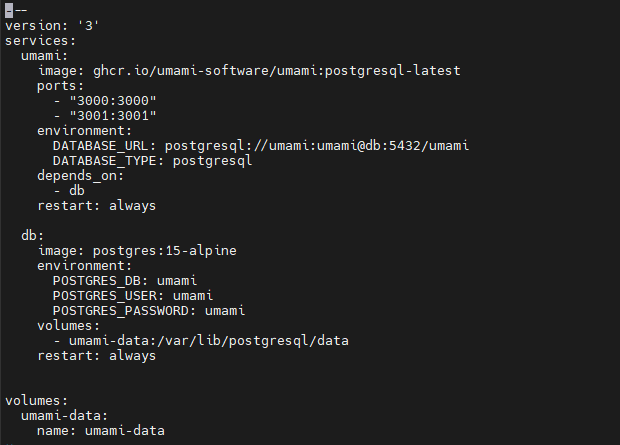 ---
version: '3'
services:
  umami:
    image: ghcr.io/umami-software/umami:postgresql-latest
    ports:
      - "3000:3000"
      - "3001:3001"
    environment:
      DATABASE_URL: postgresql://umami:umami@db:5432/umami
      DATABASE_TYPE: postgresql
    depends_on:
      - db
    restart: always

  db:
    image: postgres:15-alpine
    environment:
      POSTGRES_DB: umami
      POSTGRES_USER: umami
      POSTGRES_PASSWORD: umami
    volumes:
      - umami-data:/var/lib/postgresql/data
    restart: always


volumes:
  umami-data:
    name: umami-data